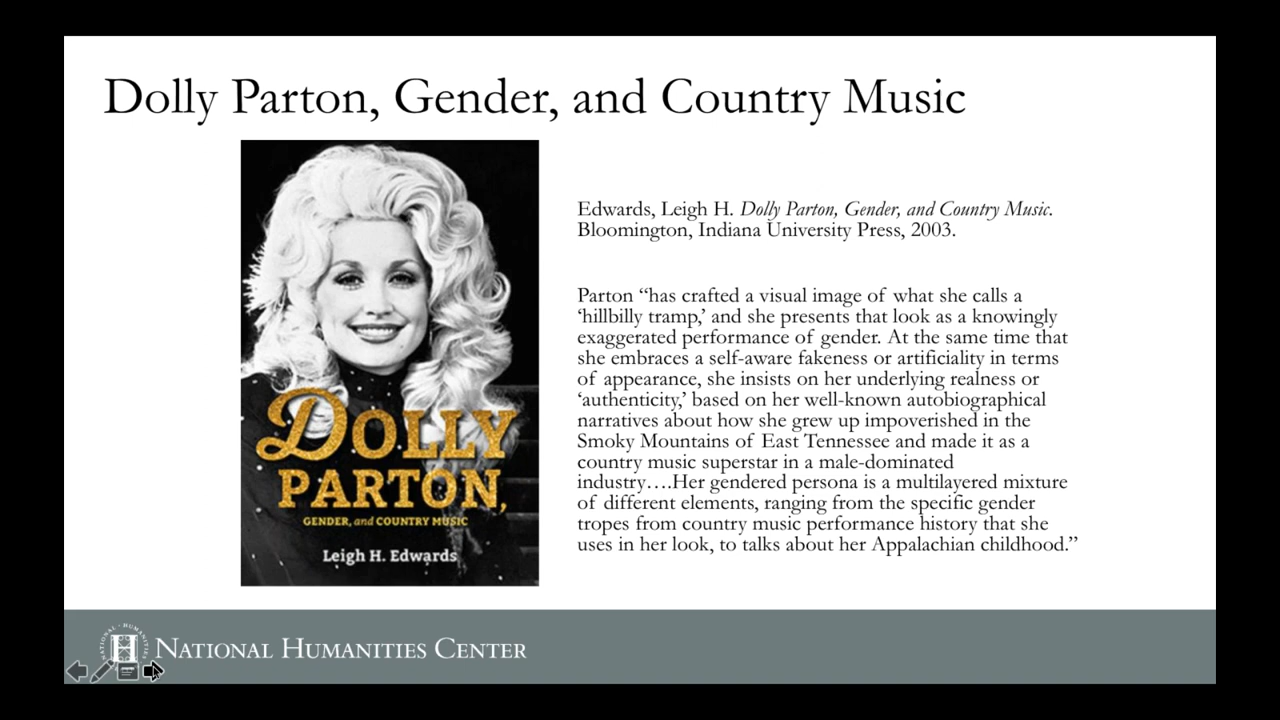 Dolly Parton, Gender, and Country Music
DOLLY
PARTON,
GENDER, and COUNTRY MUSIC
Leigh H. Edwards
Edwards, Leigh H. Dolly Parton, Gender, and Country Music.
Bloomington, Indiana University Press, 2003.
Parton “has crafted a visual image of what she calls a
‘hillbilly tramp,’ and she presents that look as a knowingly
exaggerated performance of gender. At the same time that
she embraces a self-aware fakeness or artificiality in terms
of appearance, she insists on her underlying realness or
‘authenticity,’ based on her well-known autobiographical
narratives about how she grew up impoverished in the
Smoky Mountains of East Tennessee and made it as a
country music superstar in a male-dominated
industry….Her gendered persona is a multilayered mixture
of different elements, ranging from the specific gender
tropes from country music performance history that she
uses in her look, to talks about her Appalachian childhood.”
NATIONAL HUMANITIES
H
NATIONAL HUMANITIES CENTER